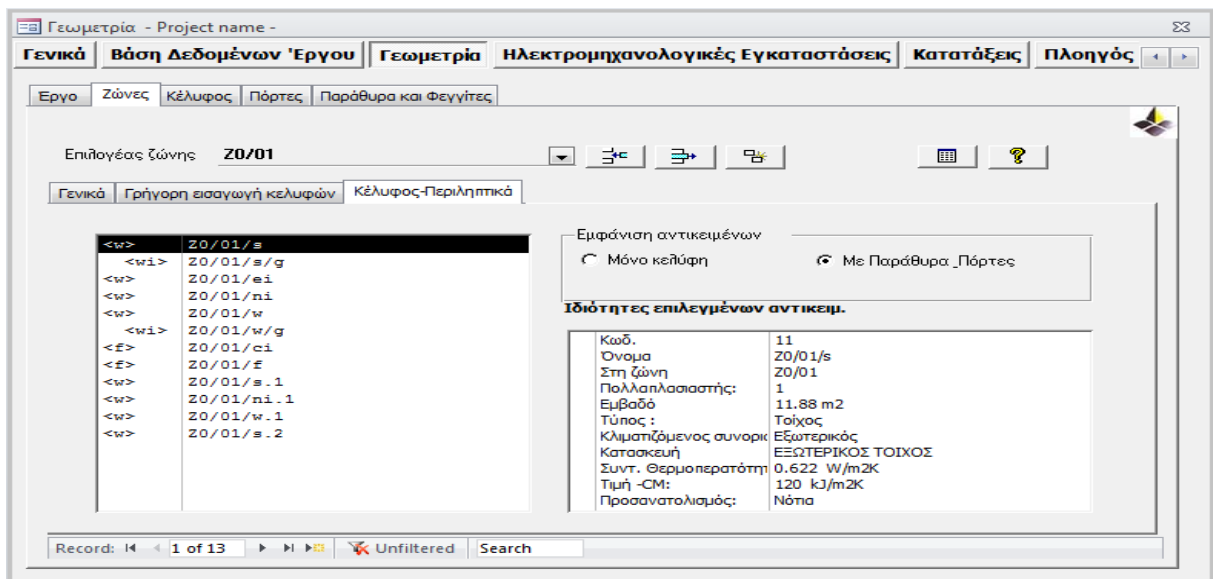 Γεωμετρία - Project name -
Γενικά Βάση Δεδομένων 'Εργου Γεωμετρία Ηλεκτρομηχανολογικές Εγκαταστάσεις Κατατάξεις Πλοηγός
Έργο Ζώνες Κέλυφος Πόρτες Παράθυρα και Φεγγίτες
Επιλογέας ζώνης Z0/01
Γενικά Γρήγορη εισαγωγή κελυφών Κέλυφος-Περιληπτικά
<w> Z0/01/s
<wi> Z0/01/s/g
<w> Z0/01/ei
<w> Z0/01/ni
<w> Z0/01/w
<wi> Z0/01/w/g
<f> Z0/01/ci
<f> Z0/01/f
<w> Z0/01/s.1
<w> Z0/01/ni.1
<w> Z0/01/w.1
<w> Z0/01/s.2
Εμφάνιση αντικειμένων
Μόνο κελύφη Με Παράθυρα_Πόρτες
Ιδιότητες επιλεγμένων αντικειμ.
Κωδ. 11
Όνομα Z0/01/s
Στη ζώνη Z0/01
Πολλαπλασιαστής: 1
Εμβαδό 11.88 m2
Τύπος : Τοίχος
Κλιματιζόμενος συνορι Εξωτερικός
Κατασκευή ΕΞΩΤΕΡΙΚΟΣ ΤΟΙΧΟΣ
Συντ. Θερμοπερατότητ 0.622 W/m2K
Τιμή -CM: 120 kJ/m2K
Προσανατολισμός: Νότια
Record: 1 of 13 Unfiltered Search